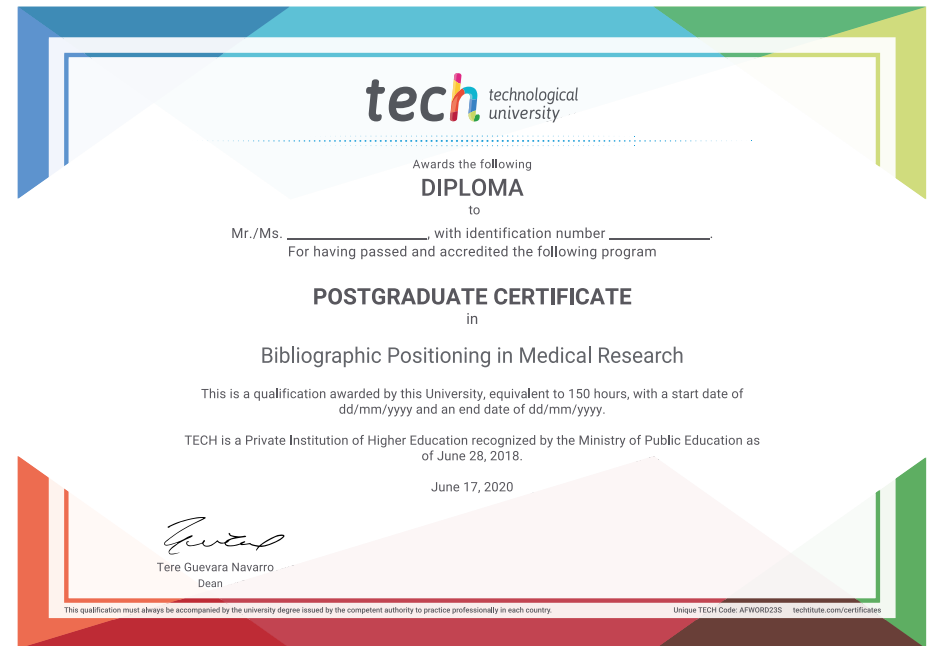 tech technological
university
Awards the following
DIPLOMA
to
Mr./Ms. ____________________, with identification number ______________.
For having passed and accredited the following program
POSTGRADUATE CERTIFICATE
in
Bibliographic Positioning in Medical Research
This is a qualification awarded by this University, equivalent to 150 hours, with a start date of
dd/mm/yyyy and an end date of dd/mm/yyyy.
TECH is a Private Institution of Higher Education recognized by the Ministry of Public Education as
of June 28, 2018.
June 17, 2020
Tere Guevara Navarro
Dean
This qualification must always be accompanied by the university degree issued by the competent authority to practice professionally in each country. Unique TECH Code: AFWORD23S techtitute.com/certificates